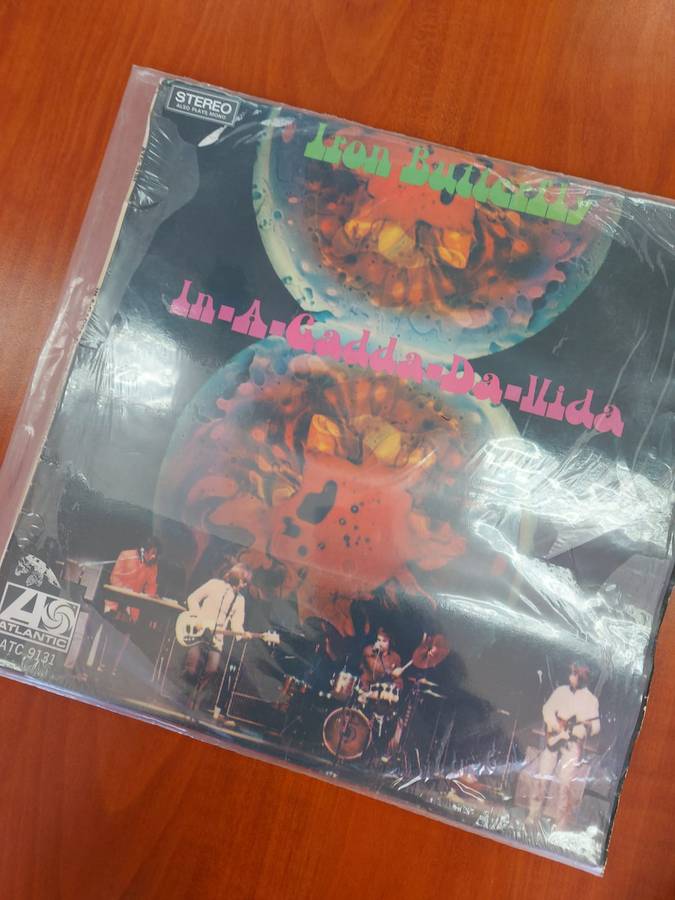 STEREO
ALSO PLAYS MONO
Iron Butterfly
In-A-Gadda-Da-Vida
ATLANTIC
ATC 9131